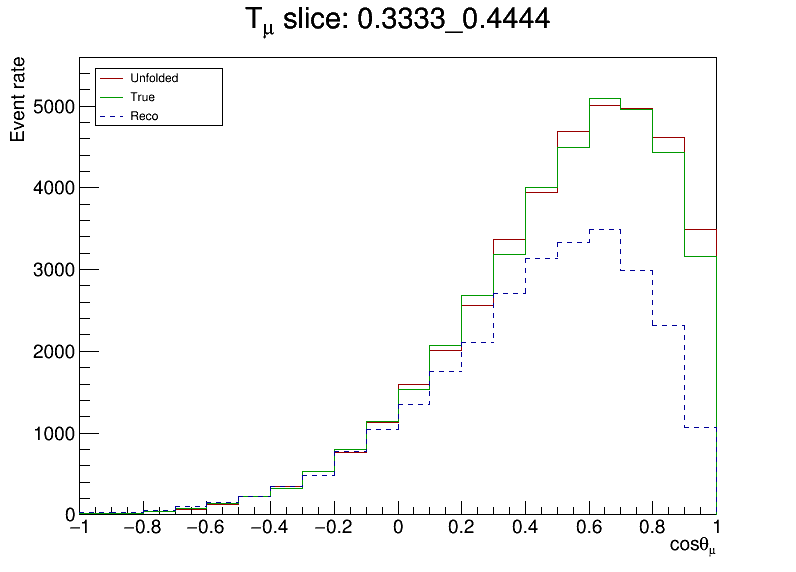 Tμ slice: 0.3333_0.4444
Event rate
Unfolded
True
Reco
5000
4000
3000
2000
1000
0
−1 −0.8 −0.6 −0.4 −0.2 0 0.2 0.4 0.6 0.8 1
cosθμ